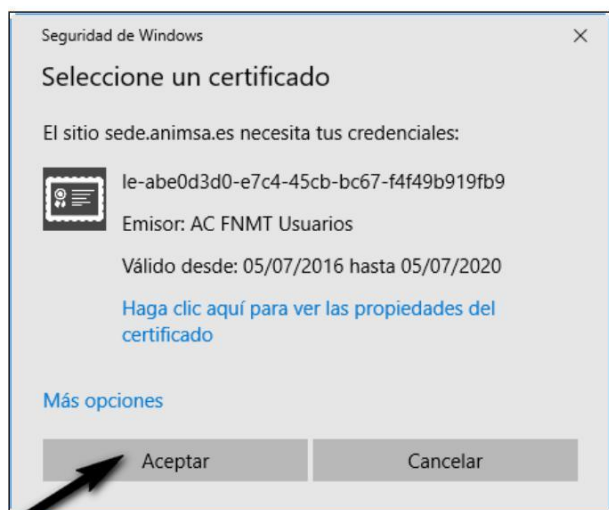 Seguridad de Windows
Seleccione un certificado
El sitio sede.animsa.es necesita tus credenciales:
le-abe0d3d0-e7c4-45cb-bc67-f4f49b919fb9
Emisor: AC FNMT Usuarios
Válido desde: 05/07/2016 hasta 05/07/2020
Haga clic aquí para ver las propiedades del
certificado
Más opciones
Aceptar
Cancelar